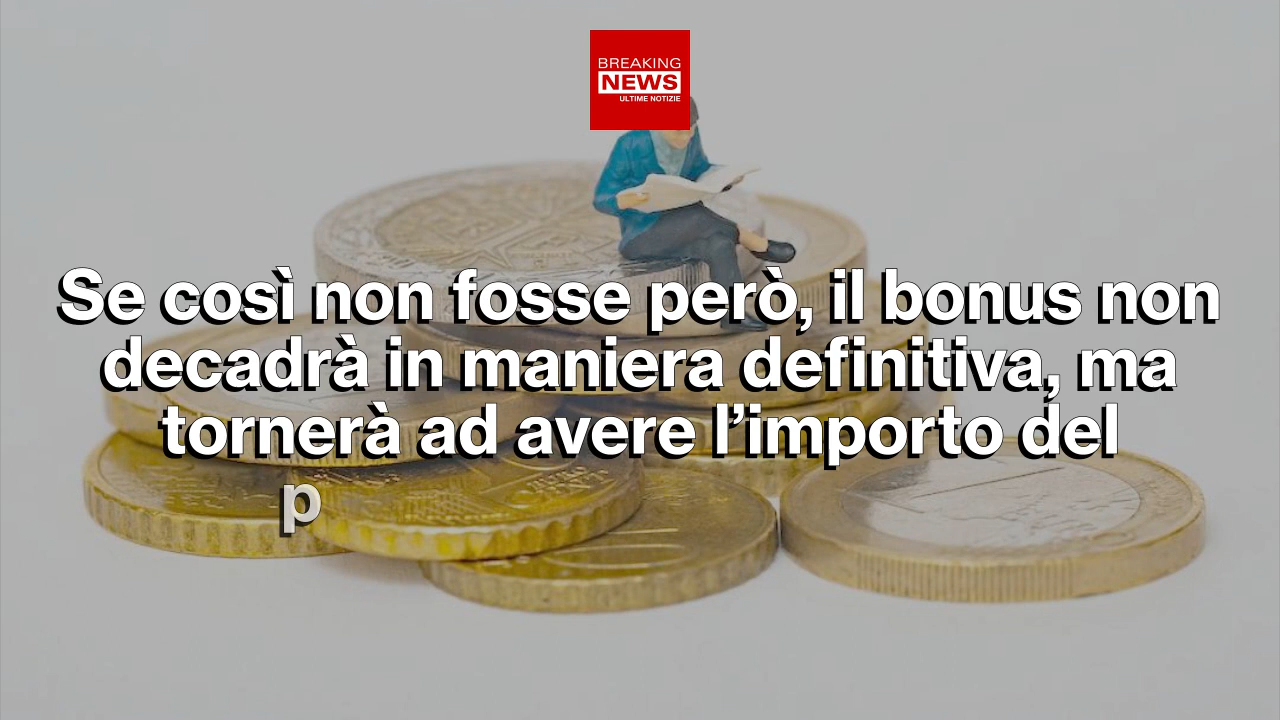 BREAKING
NEWS
ULTIME NOTIZIE
Se così non fosse però, il bonus non
decadrà in maniera definitiva, ma
tornerà ad avere l’importo del
p